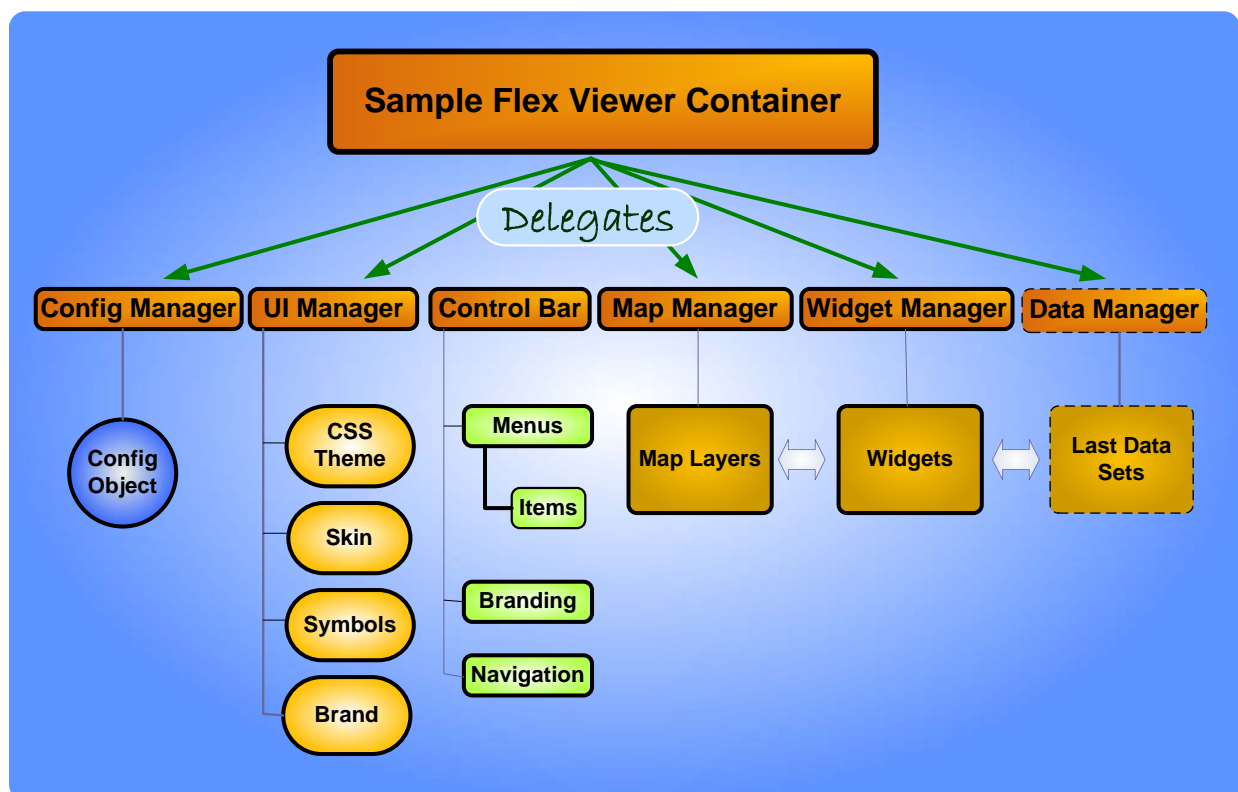 Sample Flex Viewer Container
Delegates
Config Manager
UI Manager
Control Bar
Map Manager
Widget Manager
Data Manager
Config
Object
CSS
Theme
Skin
Symbols
Brand
Menus
Items
Branding
Navigation
Map Layers
Widgets
Last Data
Sets